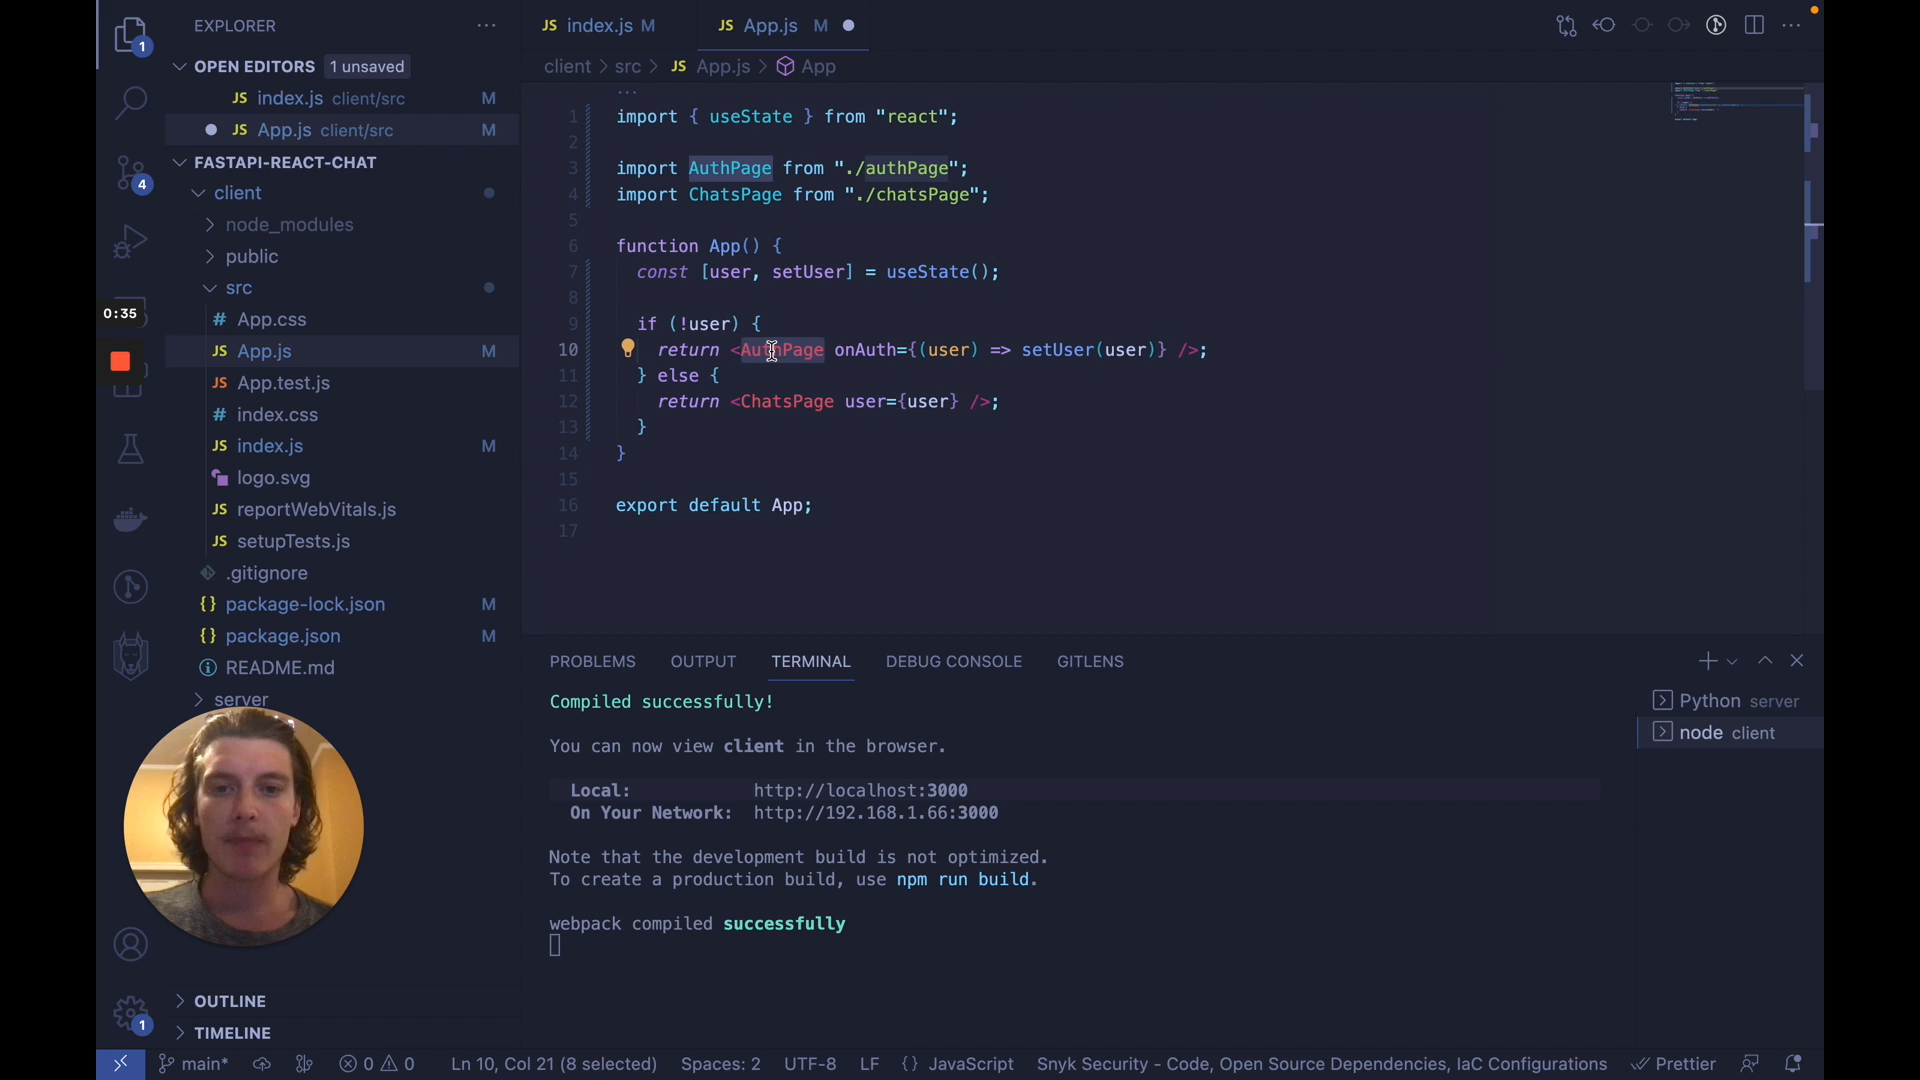 EXPLORER
OPEN EDITORS 1 unsaved
JS index.js client/src M
JS App.js client/src M
FASTAPI-REACT-CHAT
client
node_modules
public
src
# App.css
JS App.js M
JS App.test.js
# index.css
JS index.js M
logo.svg
JS reportWebVitals.js
JS setupTests.js
.gitignore
{} package-lock.json M
{} package.json M
README.md
server
OUTLINE
TIMELINE
1
4
0:35
1
JS index.js M
JS App.js M
client > src > JS App.js > App
1 import { useState } from "react";
2
3 import AuthPage from "./authPage";
4 import ChatsPage from "./chatsPage";
5
6 function App() {
7 const [user, setUser] = useState();
8
9 if (!user) {
10 return <AuthPage onAuth={(user) => setUser(user)} />;
11 } else {
12 return <ChatsPage user={user} />;
13 }
14 }
15
16 export default App;
17
PROBLEMS OUTPUT TERMINAL DEBUG CONSOLE GITLENS
Compiled successfully!
You can now view client in the browser.
Local: http://localhost:3000
On Your Network: http://192.168.1.66:3000
Note that the development build is not optimized.
To create a production build, use npm run build.
webpack compiled successfully
Python server
node client
main* 0 0 Ln 10, Col 21 (8 selected) Spaces: 2 UTF-8 LF {} JavaScript Snyk Security - Code, Open Source Dependencies, IaC Configurations Prettier